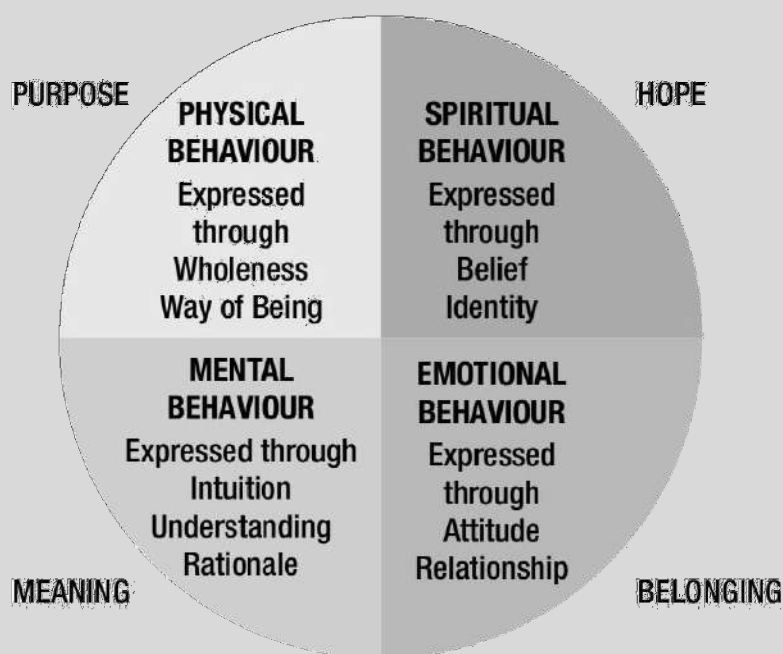 PURPOSE
HOPE
PHYSICAL
BEHAVIOUR
Expressed
through
Wholeness
Way of Being
SPIRITUAL
BEHAVIOUR
Expressed
through
Belief
Identity
MENTAL
BEHAVIOUR
Expressed through
Intuition
Understanding
Rationale
EMOTIONAL
BEHAVIOUR
Expressed
through
Attitude
Relationship
MEANING
BELONGING